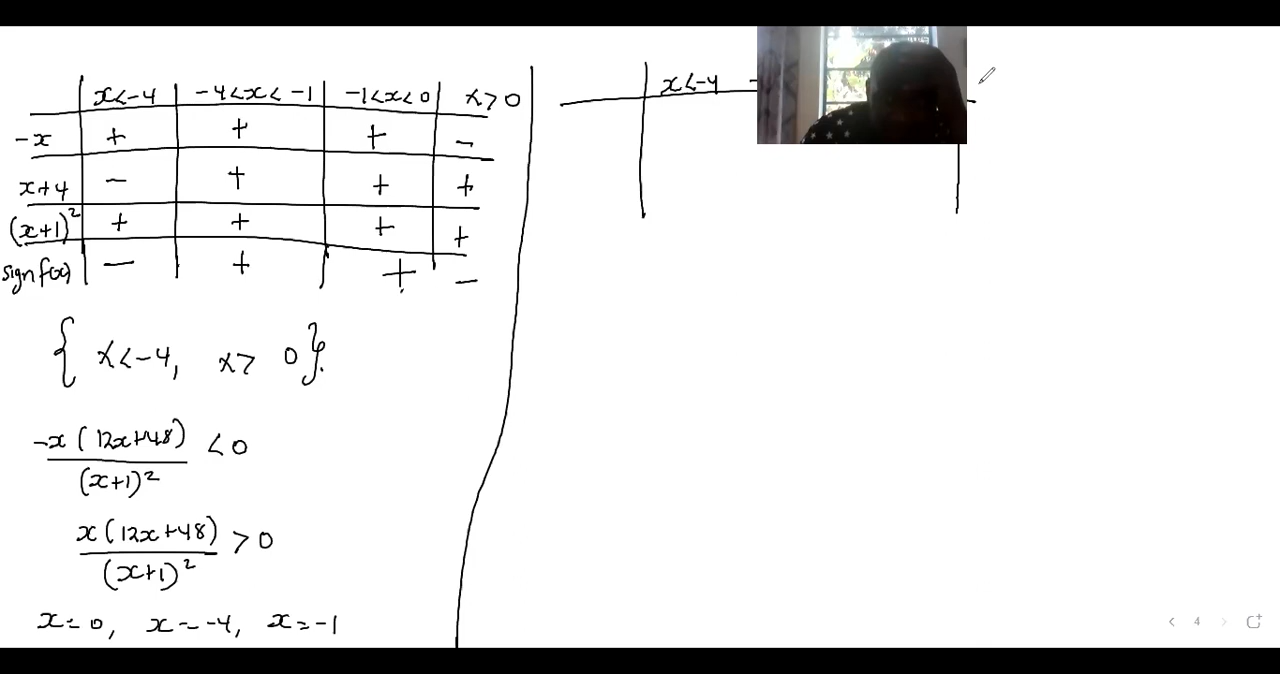 x<-4 -4<x<-1 -1<x<0 x>0
-x + + + -
x+4 - + + +
(x+1)² + + + +
sign f(x) - + + -
{ x<-4, x> 0}.
-x(12x+48)
(x+1)² <0
x(12x+48)
(x+1)² >0
x=0, x=-4, x=-1
x<-4
4